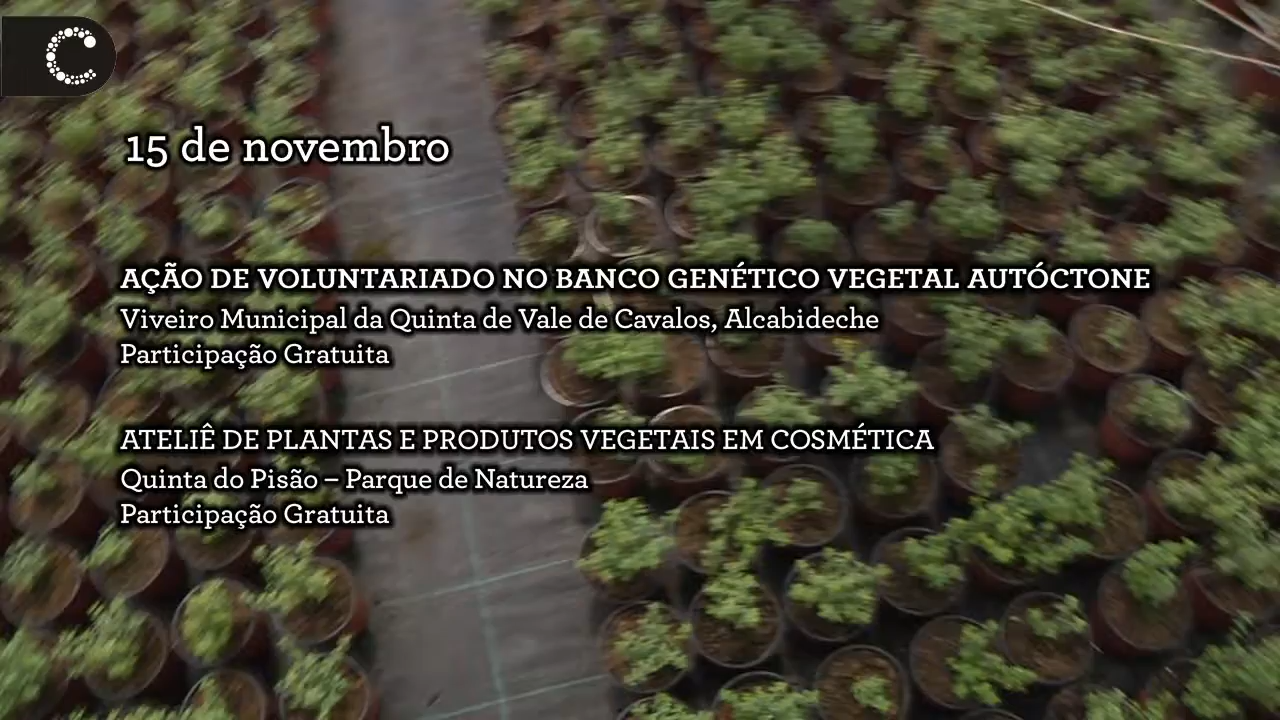 15 de novembro
AÇÃO DE VOLUNTARIADO NO BANCO GENÉTICO VEGETAL AUTÓCTONE
Viveiro Municipal da Quinta de Vale de Cavalos, Alcabideche
Participação Gratuita
ATELIÊ DE PLANTAS E PRODUTOS VEGETAIS EM COSMÉTICA
Quinta do Pisão – Parque de Natureza
Participação Gratuita